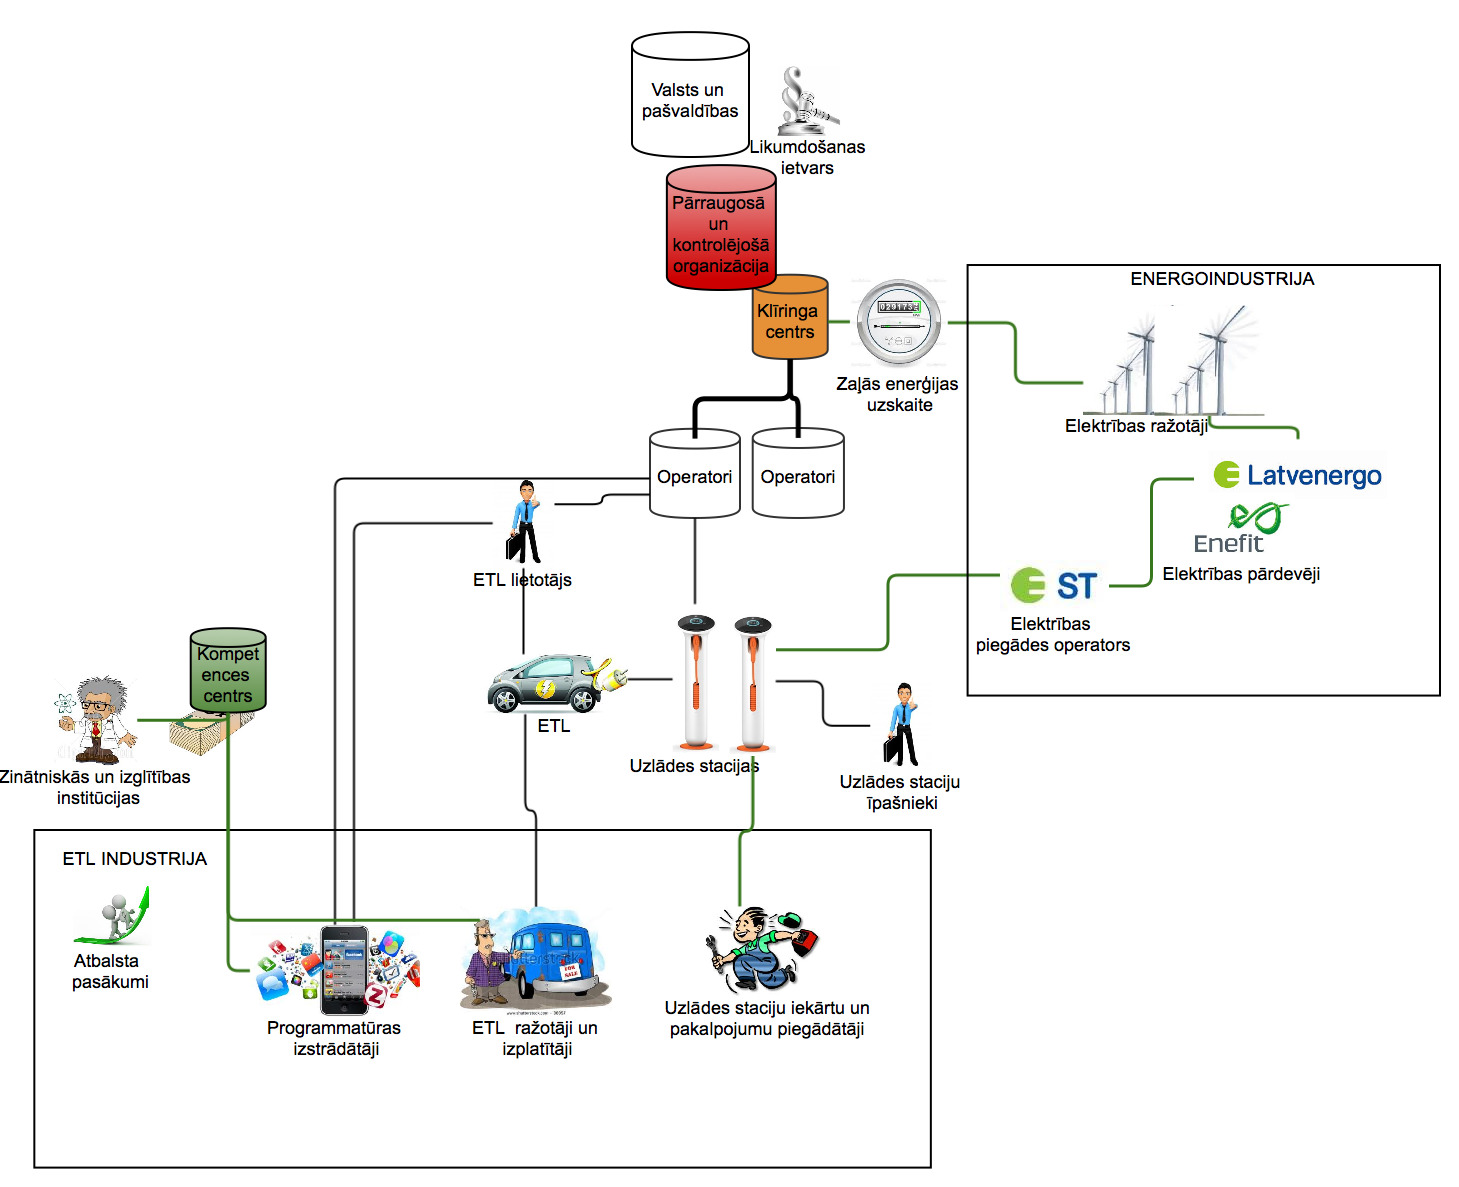 Valsts un
pašvaldības
Likumdošanas
ietvars
Pārraugosā
un
kontrolējošā
organizācija
Klīringa
centrs
Zaļās enerģijas
uzskaite
ENERGOINDUSTRIJA
Elektrības ražotāji
Latvenergo
Enefit
Elektrības pārdevēji
ST
Elektrības
piegādes operators
Operatori
Operatori
ETL lietotājs
Kompet
ences
centrs
Zinātniskās un izglītības
institūcijas
ETL
Uzlādes stacijas
Uzlādes staciju
īpašnieki
ETL INDUSTRIJA
Atbalsta
pasākumi
Programmatūras
izstrādātāji
FOR
SALE
ETL ražotāji un
izplatītāji
Uzlādes staciju iekārtu un
pakalpojumu piegādātāji